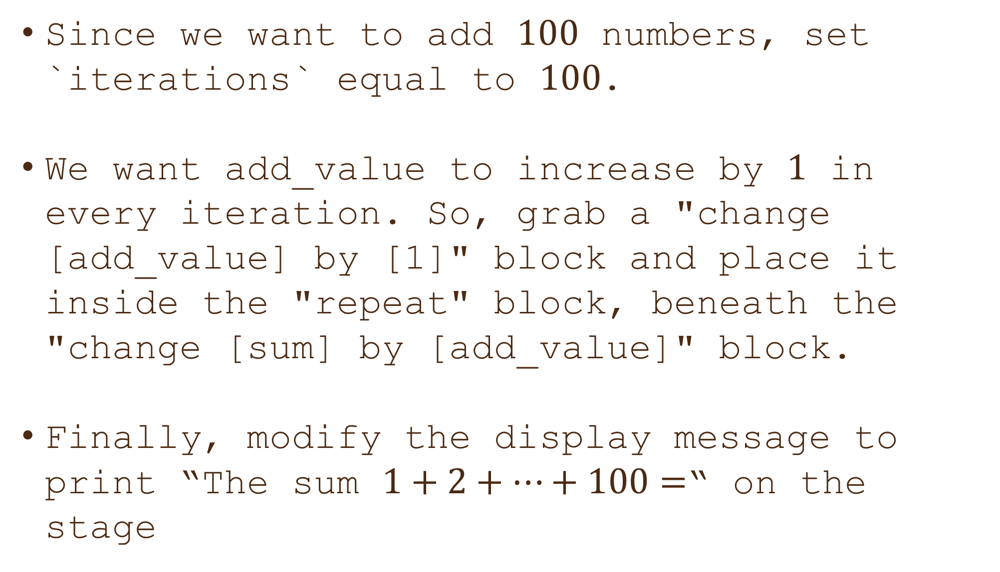 • Since we want to add 100 numbers, set
`iterations` equal to 100.
• We want add_value to increase by 1 in
every iteration. So, grab a "change
[add_value] by [1]" block and place it
inside the "repeat" block, beneath the
"change [sum] by [add_value]" block.
• Finally, modify the display message to
print “The sum 1 + 2 + ⋯ + 100 =“ on the
stage